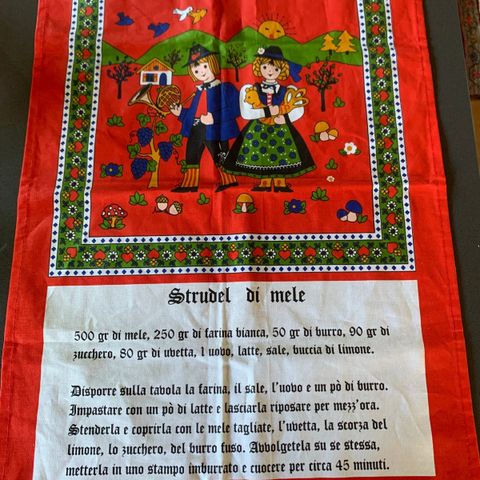 Strudel di mele
500 gr di mele, 250 gr di farina bianca, 50 gr di burro, 90 gr di
zucchero, 80 gr di uvetta, 1 uovo, latte, sale, buccia di limone.
Disporre sulla tavola la farina, il sale, l'uovo e un pò di burro.
Impastare con un pò di latte e lasciarla riposare per mezz'ora.
Stenderla e coprirla con le mele tagliate, l'uvetta, la scorza del
limone, lo zucchero, del burro fuso. Avvolgetela su se stessa,
metterla in uno stampo imburrato e cuocere per circa 45 minuti.